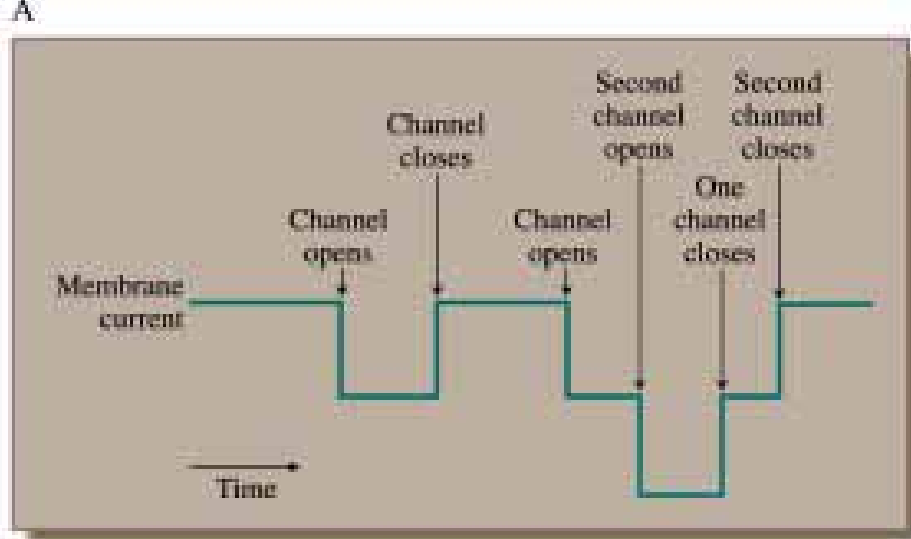 A
Second
channel
opens
Second
channel
closes
Channel
closes
One
channel
closes
Channel
opens
Channel
opens
Membrane
current
Time